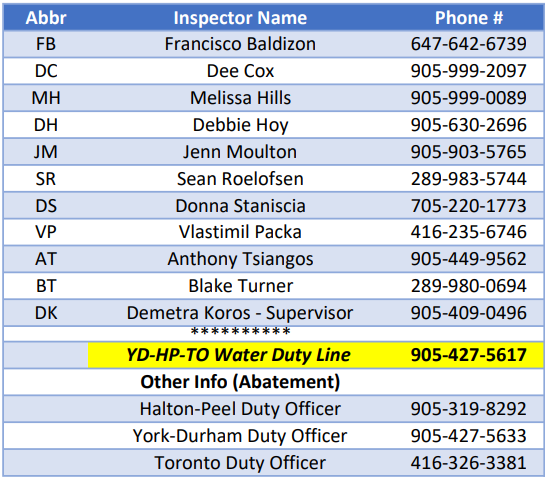 Abbr Inspector Name Phone #
FB Francisco Baldizon 647-642-6739
DC Dee Cox 905-999-2097
MH Melissa Hills 905-999-0089
DH Debbie Hoy 905-630-2696
JM Jenn Moulton 905-903-5765
SR Sean Roelofsen 289-983-5744
DS Donna Staniscia 705-220-1773
VP Vlastimil Packa 416-235-6746
AT Anthony Tsiangos 905-449-9562
BT Blake Turner 289-980-0694
DK Demetra Koros - Supervisor 905-409-0496
**********
YD-HP-TO Water Duty Line 905-427-5617
Other Info (Abatement)
Halton-Peel Duty Officer 905-319-8292
York-Durham Duty Officer 905-427-5633
Toronto Duty Officer 416-326-3381